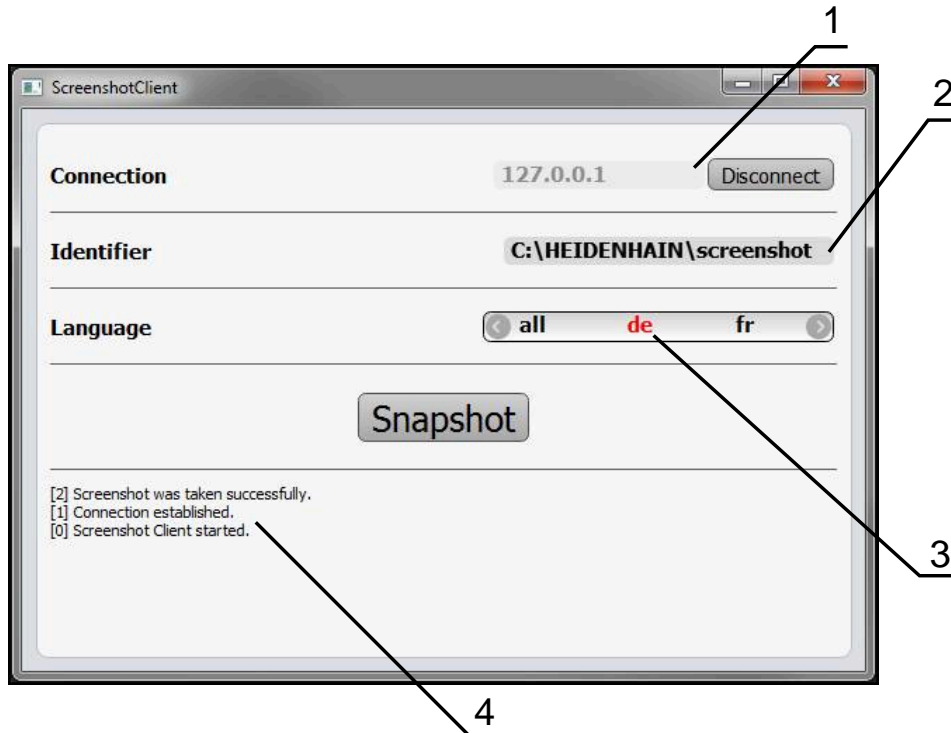 1
ScreenshotClient
2
Connection 127.0.0.1 Disconnect
Identifier C:\HEIDENHAIN\screenshot
Language all de fr
Snapshot
[2] Screenshot was taken successfully.
[1] Connection established.
[0] Screenshot Client started.
3
4